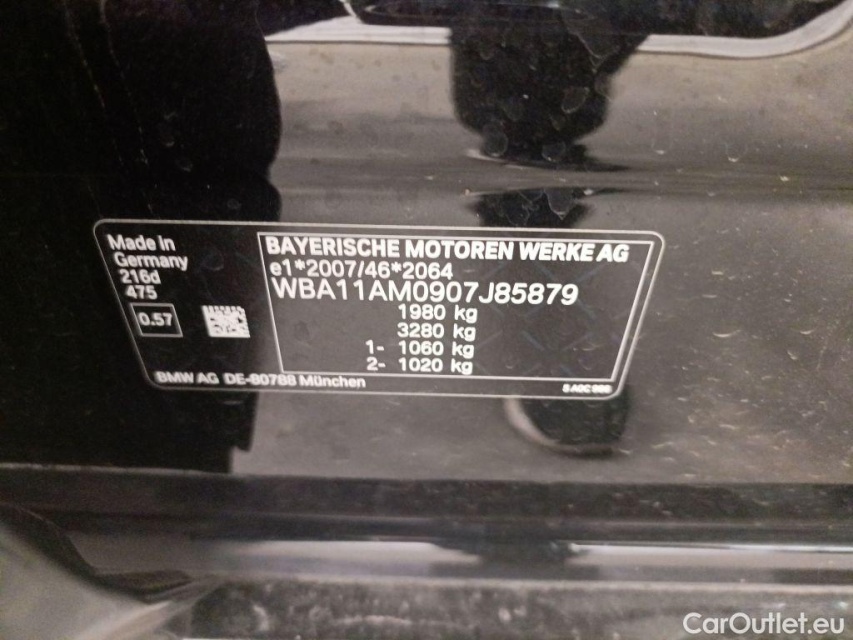 Made in
Germany
216d
475
0.57
BAYERISCHE MOTOREN WERKE AG
e1*2007/46*2064
WBA11AM0907J85879
1980 kg
3280 kg
1- 1060 kg
2- 1020 kg
BMW AG DE-80788 München
CarOutlet.eu